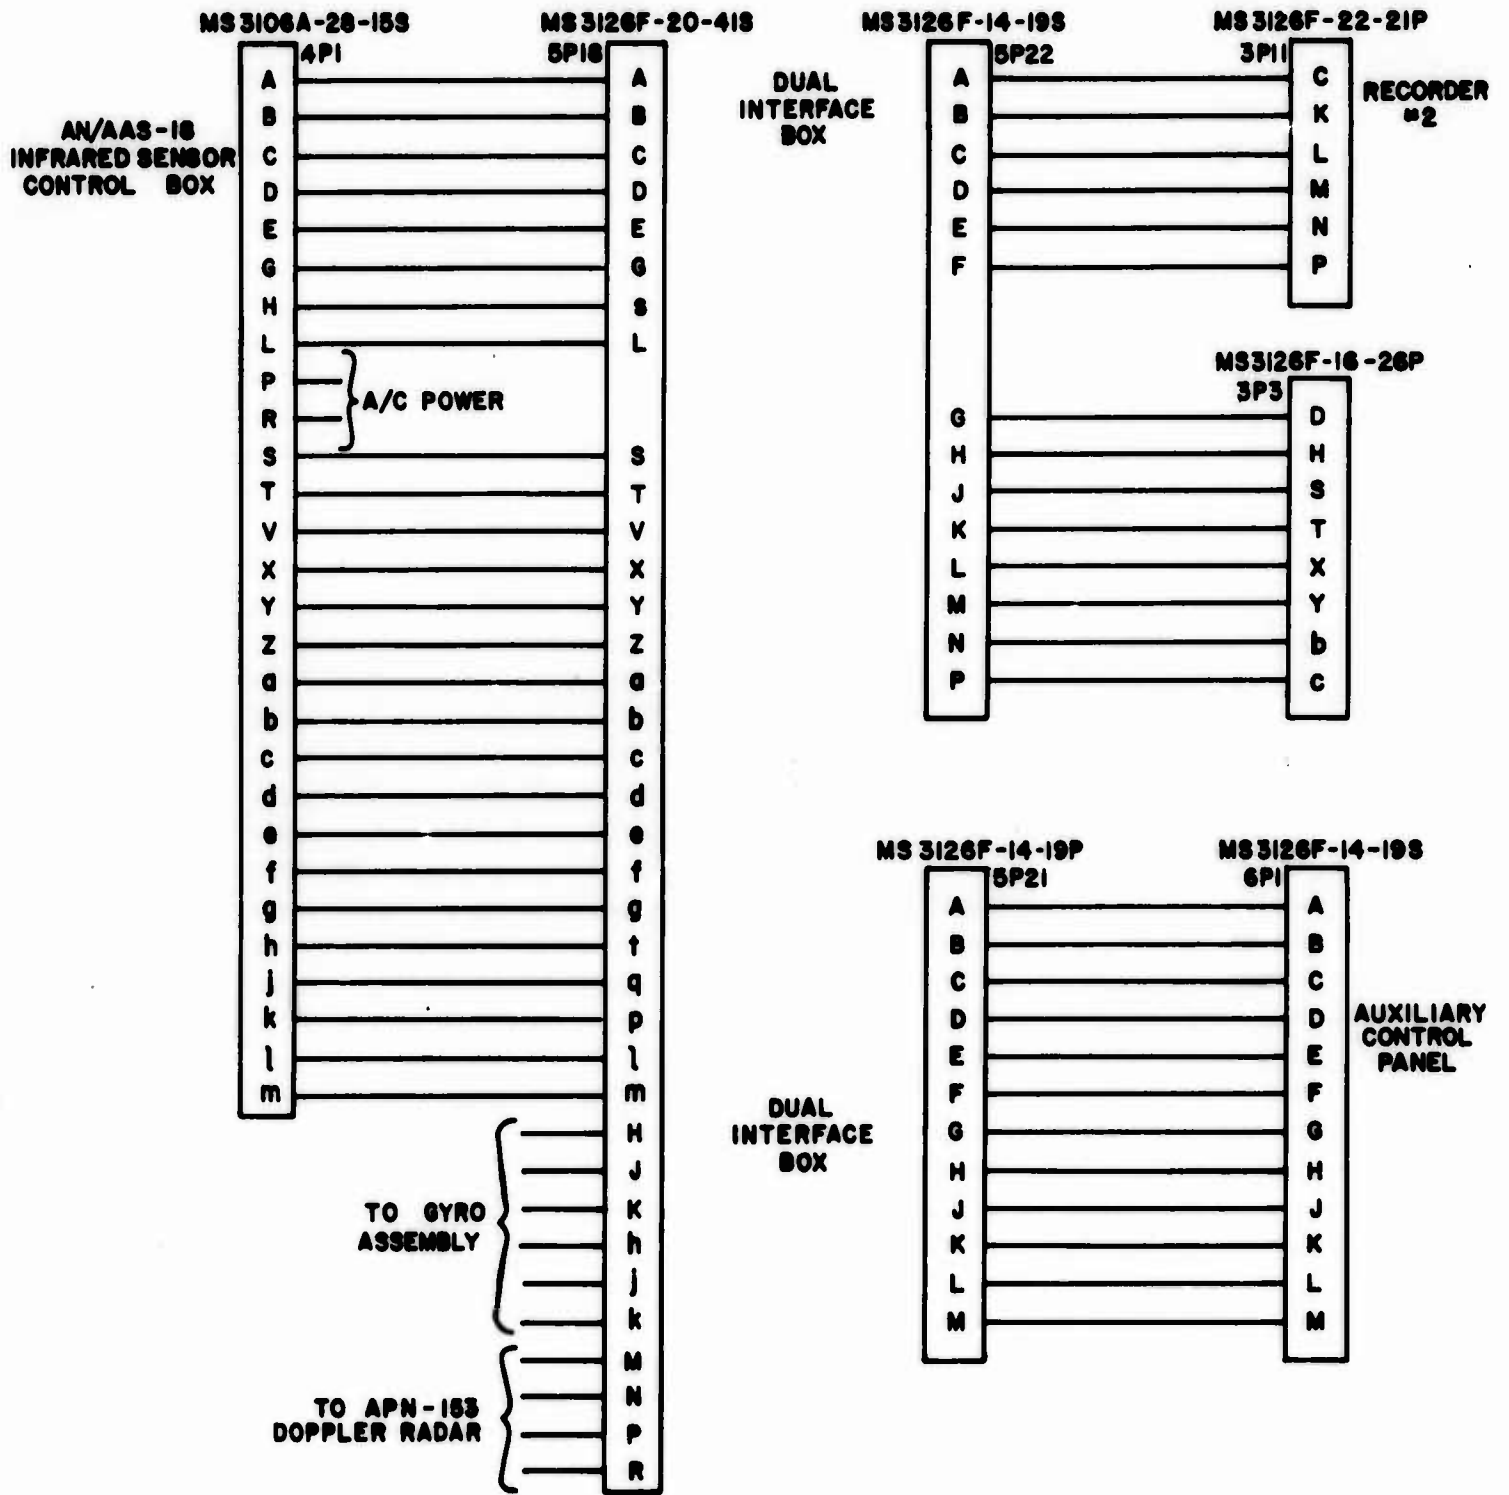 MS3106A-28-15S
4P1
MS3126F-20-41S
5P18
AN/AAS-18
INFRARED SENSOR
CONTROL BOX
A A
B B
C C
D D
E E
G G
H s
L L
P
R
A/C POWER
S S
T T
V V
X X
Y Y
Z Z
a a
b b
c c
d d
e e
f f
g g
h t
j q
k p
l l
m m
H
J
K
h
j
k
TO GYRO
ASSEMBLY
M
N
P
R
TO APN-153
DOPPLER RADAR
MS3126F-14-19S
5P22
MS3126F-22-21P
3P11
DUAL
INTERFACE
BOX
RECORDER
#2
A C
B K
C L
D M
E N
F P
MS3126F-16-26P
3P3
G D
H H
J S
K T
L X
M Y
N b
P c
MS3126F-14-19P
5P21
MS3126F-14-19S
6P1
DUAL
INTERFACE
BOX
AUXILIARY
CONTROL
PANEL
A A
B B
C C
D D
E E
F F
G G
H H
J J
K K
L L
M M